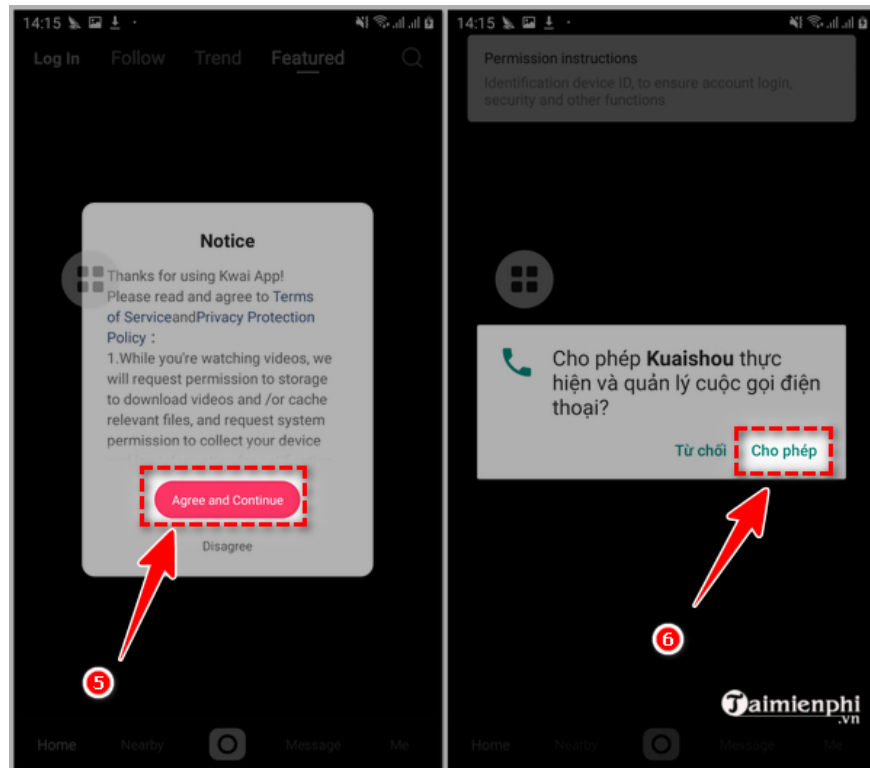 14:15
Log In Follow Trend Featured
Notice
Thanks for using Kwai App!
Please read and agree to Terms
of ServiceandPrivacy Protection
Policy :
1.While you're watching videos, we
will request permission to storage
to download videos and /or cache
relevant files, and request system
permission to collect your device
Agree and Continue
Disagree
5
Home Nearby Message Me
14:15
Permission instructions
Identification device ID, to ensure account login,
security and other functions
Cho phép Kuaishou thực
hiện và quản lý cuộc gọi điện
thoại?
Từ chối Cho phép
6
Taimienphi
.vn
Home Nearby Message Me